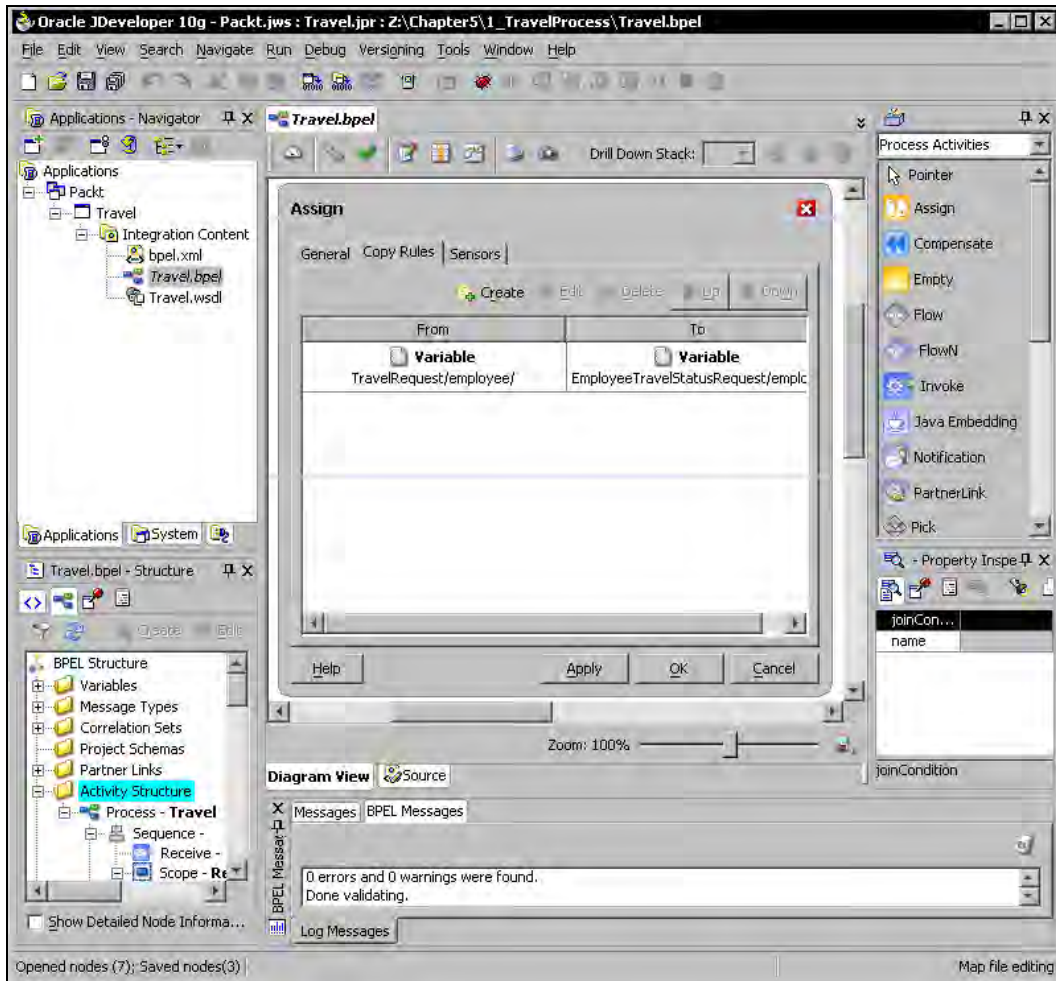 Oracle JDeveloper 10g - Packt.jws : Travel.jpr : Z:\Chapter5\1_TravelProcess\Travel.bpel
File Edit View Search Navigate Run Debug Versioning Tools Window Help
Applications - Navigator
Applications
Packt
Travel
Integration Content
bpel.xml
Travel.bpel
Travel.wsdl
Applications System
Travel.bpel - Structure
Create Edit
BPEL Structure
Variables
Message Types
Correlation Sets
Project Schemas
Partner Links
Activity Structure
Process - Travel
Sequence -
Receive -
Scope - Re
Show Detailed Node Informa...
Travel.bpel
Drill Down Stack:
Assign
General Copy Rules Sensors
Create Edit Delete Up Down
From To
Variable Variable
TravelRequest/employee/ EmployeeTravelStatusRequest/emplc
Help Apply OK Cancel
Zoom: 100%
Diagram View Source
BPEL Messag
Messages BPEL Messages
0 errors and 0 warnings were found.
Done validating.
Log Messages
Process Activities
Pointer
Assign
Compensate
Empty
Flow
FlowN
Invoke
Java Embedding
Notification
PartnerLink
Pick
- Property Inspe
joinCon...
name
joinCondition
Opened nodes (7); Saved nodes(3) Map file editing